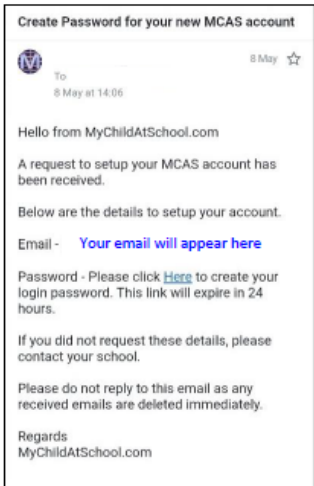 Create Password for your new MCAS account
8 May
To
8 May at 14:06
Hello from MyChildAtSchool.com
A request to setup your MCAS account has
been received.
Below are the details to setup your account.
Email - Your email will appear here
Password - Please click Here to create your
login password. This link will expire in 24
hours.
If you did not request these details, please
contact your school.
Please do not reply to this email as any
received emails are deleted immediately.
Regards
MyChildAtSchool.com